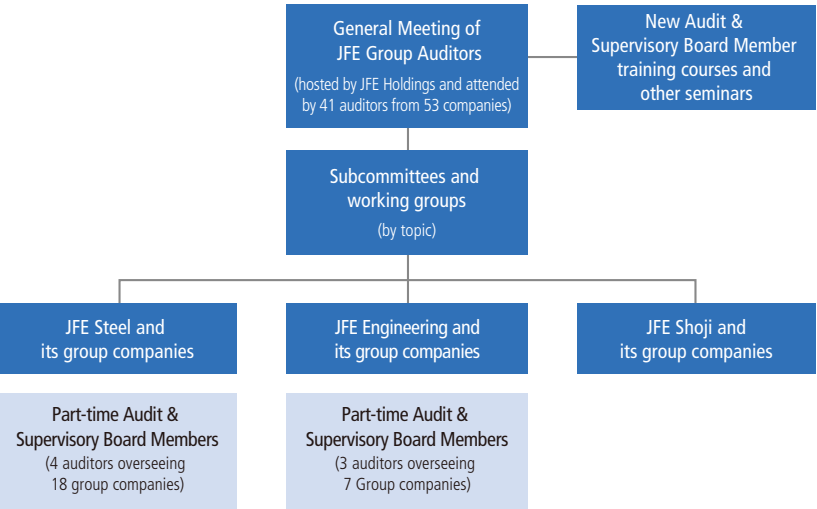 General Meeting of
JFE Group Auditors
(hosted by JFE Holdings and attended
by 41 auditors from 53 companies)
New Audit &
Supervisory Board Member
training courses and
other seminars
Subcommittees and
working groups
(by topic)
JFE Steel and
its group companies
JFE Engineering and
its group companies
JFE Shoji and
its group companies
Part-time Audit &
Supervisory Board Members
(4 auditors overseeing
18 group companies)
Part-time Audit &
Supervisory Board Members
(3 auditors overseeing
7 Group companies)